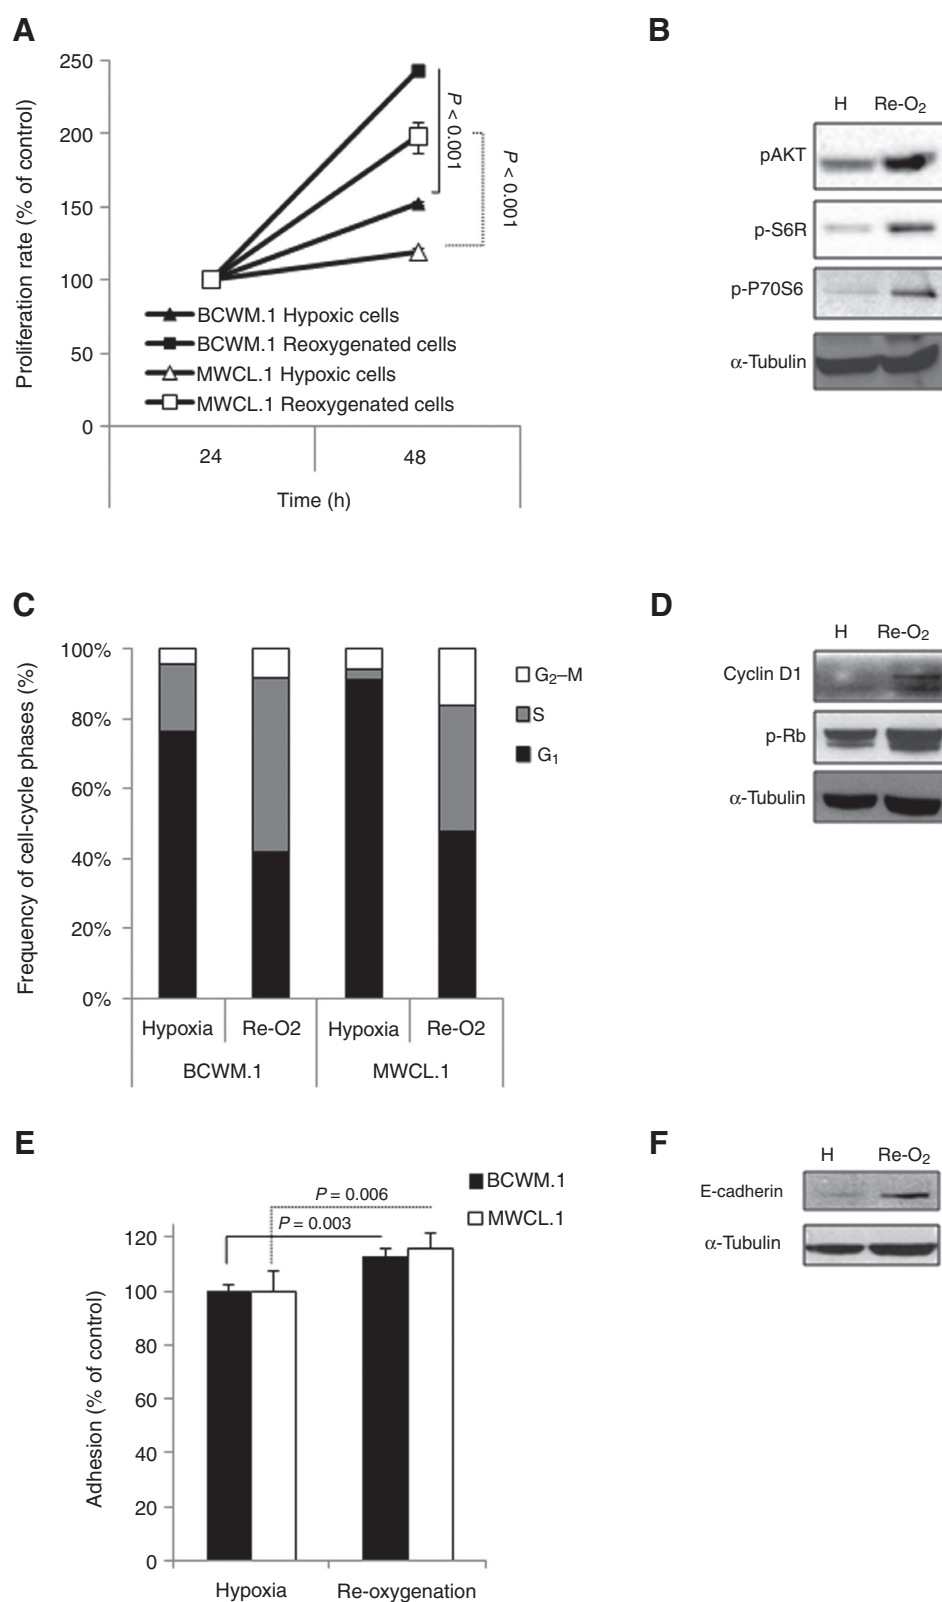 A
Proliferation rate (% of control)
250
200
150
100
50
0
P < 0.001
P < 0.001
BCWM.1 Hypoxic cells
BCWM.1 Reoxygenated cells
MWCL.1 Hypoxic cells
MWCL.1 Reoxygenated cells
24 48
Time (h)
B
H Re-O₂
pAKT
p-S6R
p-P70S6
α-Tubulin
C
Frequency of cell-cycle phases (%)
100%
80%
60%
40%
20%
0%
G₂–M
S
G₁
Hypoxia Re-O2 Hypoxia Re-O2
BCWM.1 MWCL.1
D
H Re-O₂
Cyclin D1
p-Rb
α-Tubulin
E
Adhesion (% of control)
120
100
80
60
40
20
0
P = 0.006
P = 0.003
BCWM.1
MWCL.1
Hypoxia Re-oxygenation
F
H Re-O₂
E-cadherin
α-Tubulin